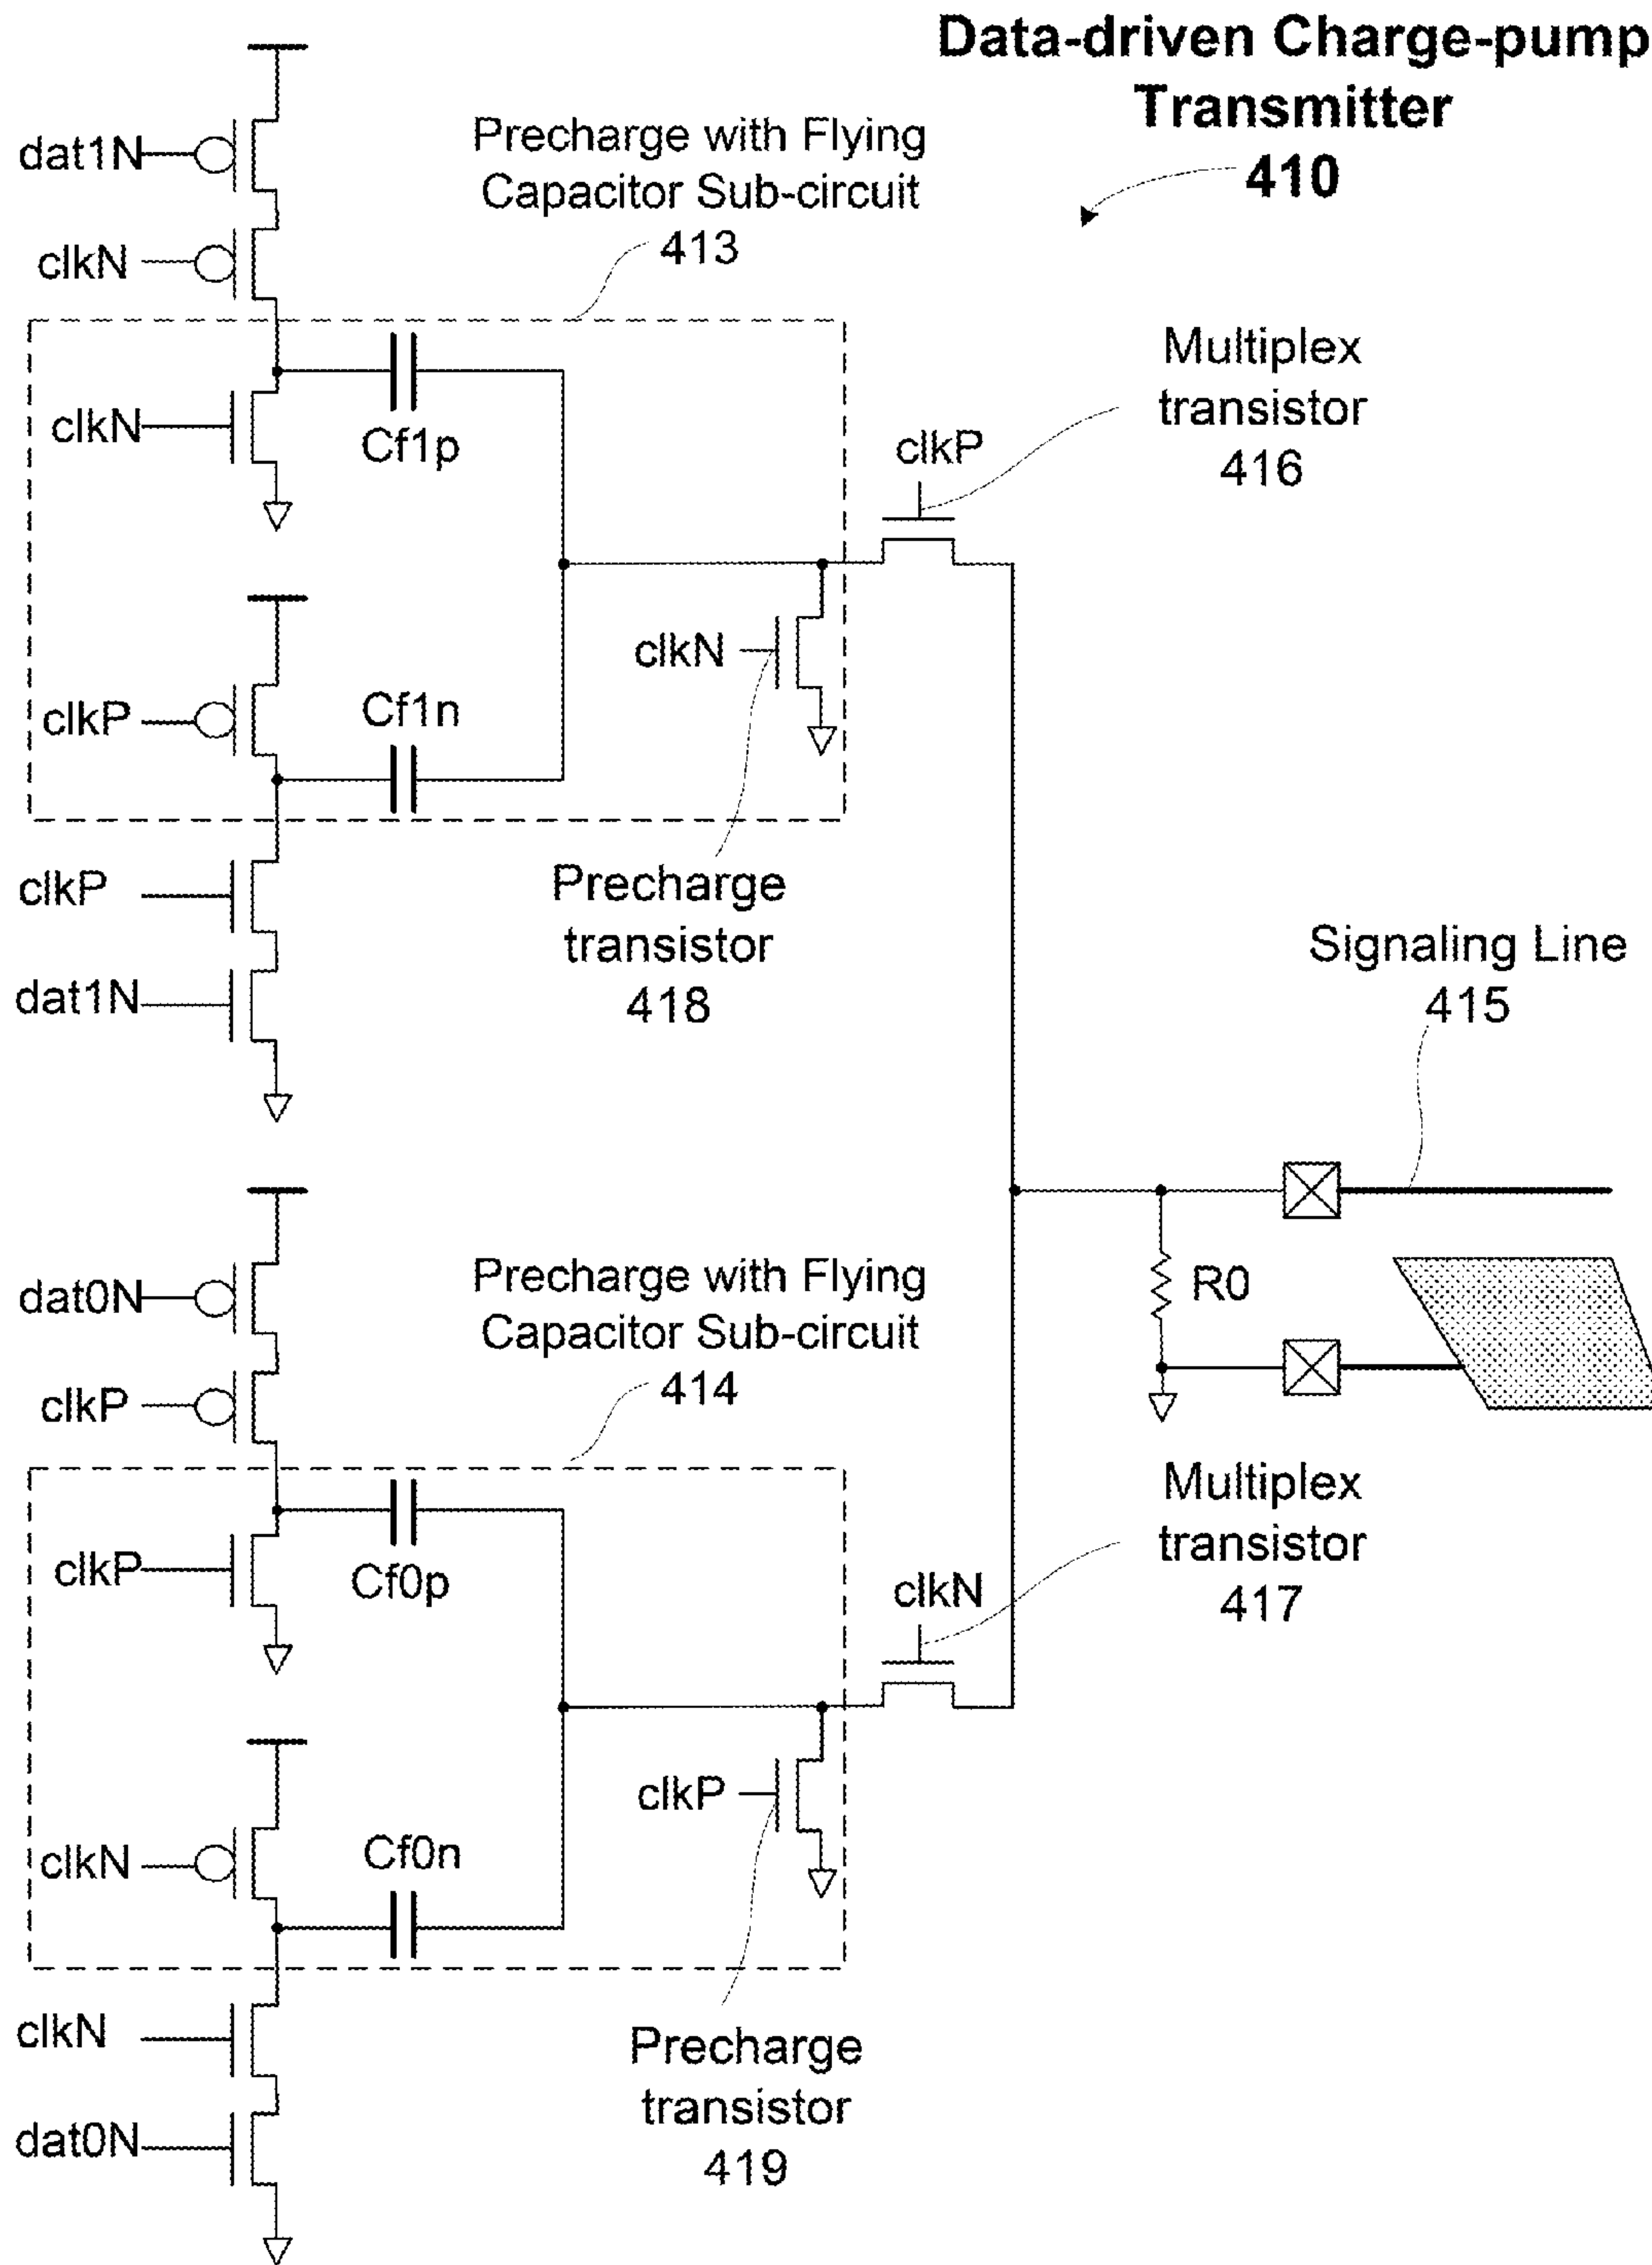 Data-driven Charge-pump
Transmitter
410
dat1N
Precharge with Flying
Capacitor Sub-circuit
413
clkN
clkN
Cf1p
clkP
Multiplex
transistor
416
clkN
clkP
Cf1n
clkP
Precharge
transistor
418
dat1N
Signaling Line
415
dat0N
Precharge with Flying
Capacitor Sub-circuit
414
R0
clkP
clkP
Cf0p
clkN
Multiplex
transistor
417
clkP
clkN
Cf0n
clkN
Precharge
transistor
419
dat0N